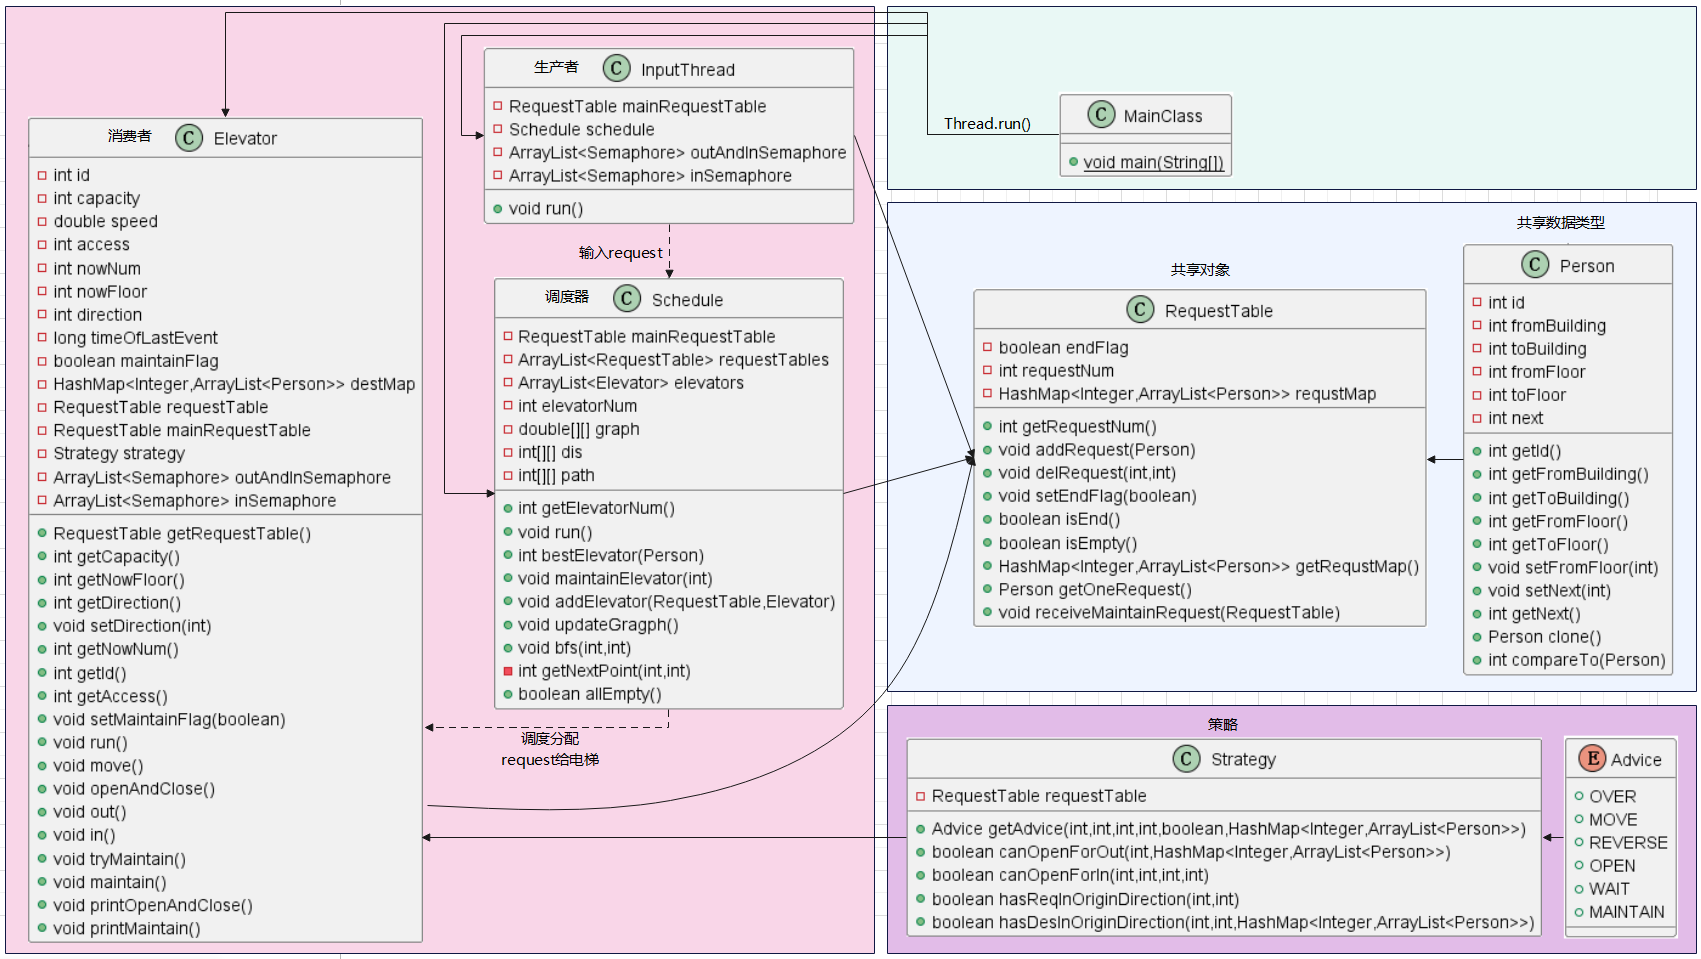 生产者
C InputThread
RequestTable mainRequestTable
Schedule schedule
ArrayList<Semaphore> outAndInSemaphore
ArrayList<Semaphore> inSemaphore
void run()
输入request
消费者
C Elevator
int id
int capacity
double speed
int access
int nowNum
int nowFloor
int direction
long timeOfLastEvent
boolean maintainFlag
HashMap<Integer,ArrayList<Person>> destMap
RequestTable requestTable
RequestTable mainRequestTable
Strategy strategy
ArrayList<Semaphore> outAndInSemaphore
ArrayList<Semaphore> inSemaphore
RequestTable getRequestTable()
int getCapacity()
int getNowFloor()
int getDirection()
void setDirection(int)
int getNowNum()
int getId()
int getAccess()
void setMaintainFlag(boolean)
void run()
void move()
void openAndClose()
void out()
void in()
void tryMaintain()
void maintain()
void printOpenAndClose()
void printMaintain()
调度器
C Schedule
RequestTable mainRequestTable
ArrayList<RequestTable> requestTables
ArrayList<Elevator> elevators
int elevatorNum
double[][] graph
int[][] dis
int[][] path
int getElevatorNum()
void run()
int bestElevator(Person)
void maintainElevator(int)
void addElevator(RequestTable,Elevator)
void updateGragph()
void bfs(int,int)
int getNextPoint(int,int)
boolean allEmpty()
调度分配
request给电梯
Thread.run()
C MainClass
void main(String[])
共享对象
C RequestTable
boolean endFlag
int requestNum
HashMap<Integer,ArrayList<Person>> requstMap
int getRequestNum()
void addRequest(Person)
void delRequest(int,int)
void setEndFlag(boolean)
boolean isEnd()
boolean isEmpty()
HashMap<Integer,ArrayList<Person>> getRequstMap()
Person getOneRequest()
void receiveMaintainRequest(RequestTable)
共享数据类型
C Person
int id
int fromBuilding
int toBuilding
int fromFloor
int toFloor
int next
int getId()
int getFromBuilding()
int getToBuilding()
int getFromFloor()
int getToFloor()
void setFromFloor(int)
void setNext(int)
int getNext()
Person clone()
int compareTo(Person)
策略
C Strategy
RequestTable requestTable
Advice getAdvice(int,int,int,int,boolean,HashMap<Integer,ArrayList<Person>>)
boolean canOpenForOut(int,HashMap<Integer,ArrayList<Person>>)
boolean canOpenForIn(int,int,int,int)
boolean hasReqInOriginDirection(int,int)
boolean hasDesInOriginDirection(int,int,HashMap<Integer,ArrayList<Person>>)
E Advice
OVER
MOVE
REVERSE
OPEN
WAIT
MAINTAIN